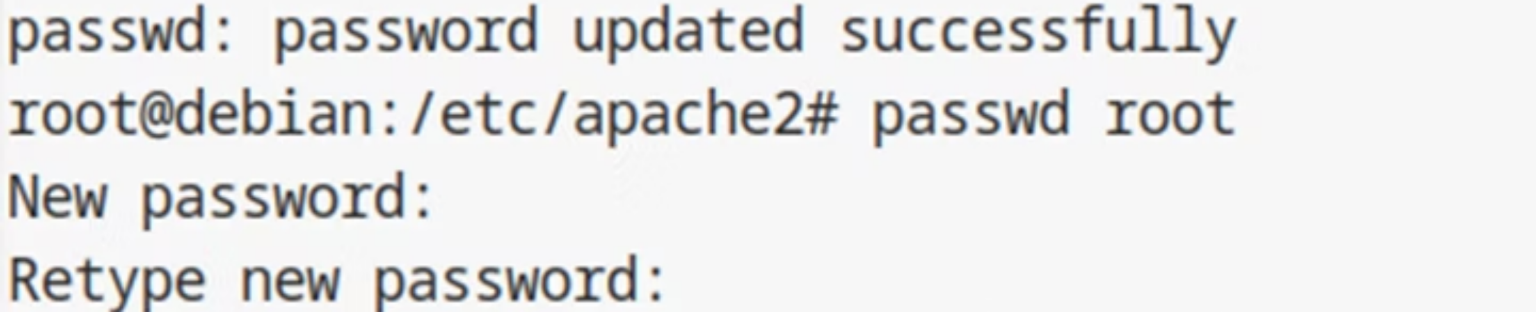 passwd: password updated successfully
root@debian:/etc/apache2# passwd root
New password:
Retype new password: